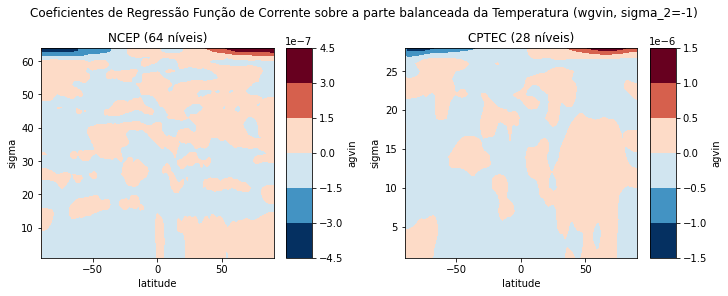 Coeficientes de Regressão Função de Corrente sobre a parte balanceada da Temperatura (wgvin, sigma_2=-1)
NCEP (64 níveis)
1e−7
60
50
40
30
20
10
sigma
−50
0
50
latitude
4.5
3.0
1.5
0.0
−1.5
−3.0
−4.5
agvin
CPTEC (28 níveis)
1e−6
25
20
15
10
5
sigma
−50
0
50
latitude
1.5
1.0
0.5
0.0
−0.5
−1.0
−1.5
agvin